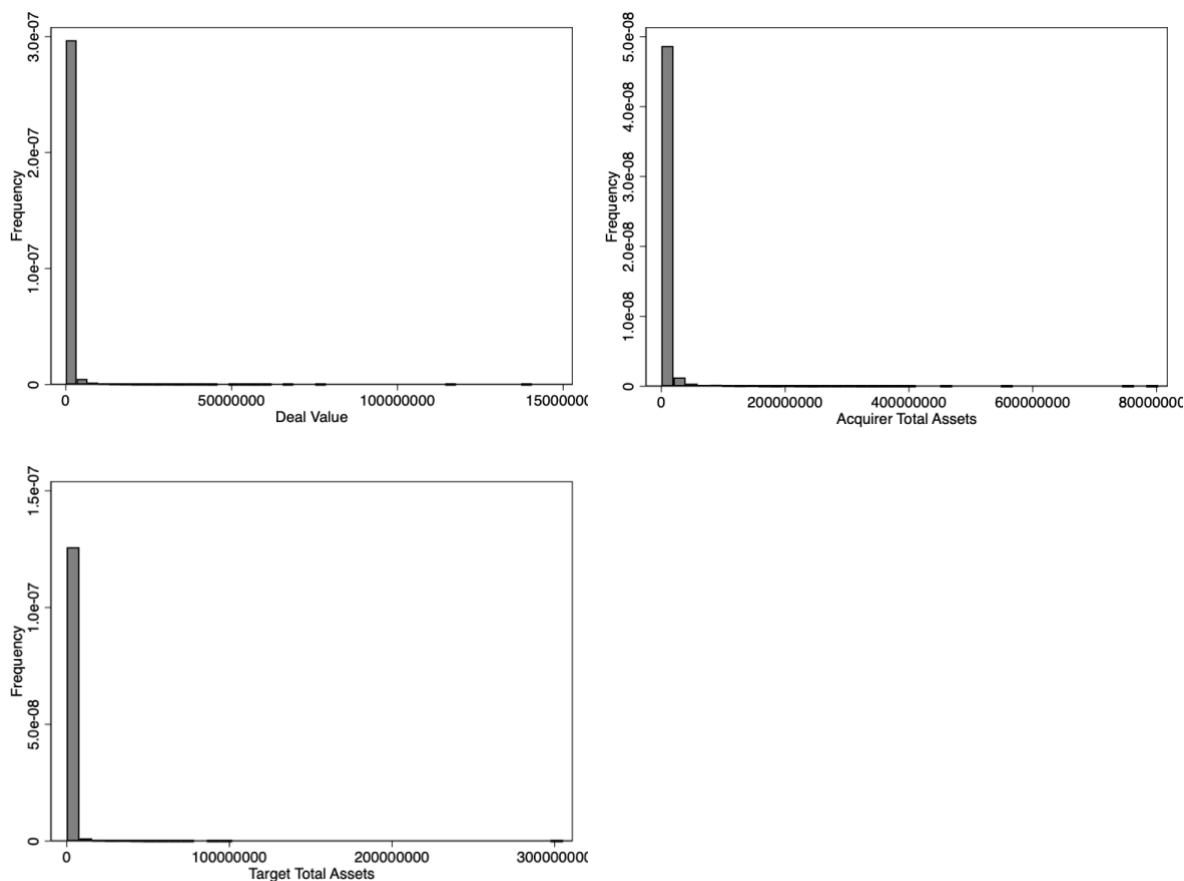 3.0e-07
2.0e-07
1.0e-07
0
Frequency
0 50000000 100000000 15000000
Deal Value
5.0e-08
4.0e-08
3.0e-08
2.0e-08
1.0e-08
0
Frequency
0 200000000 400000000 600000000 80000000
Acquirer Total Assets
1.5e-07
1.0e-07
5.0e-08
0
Frequency
0 100000000 200000000 300000000
Target Total Assets